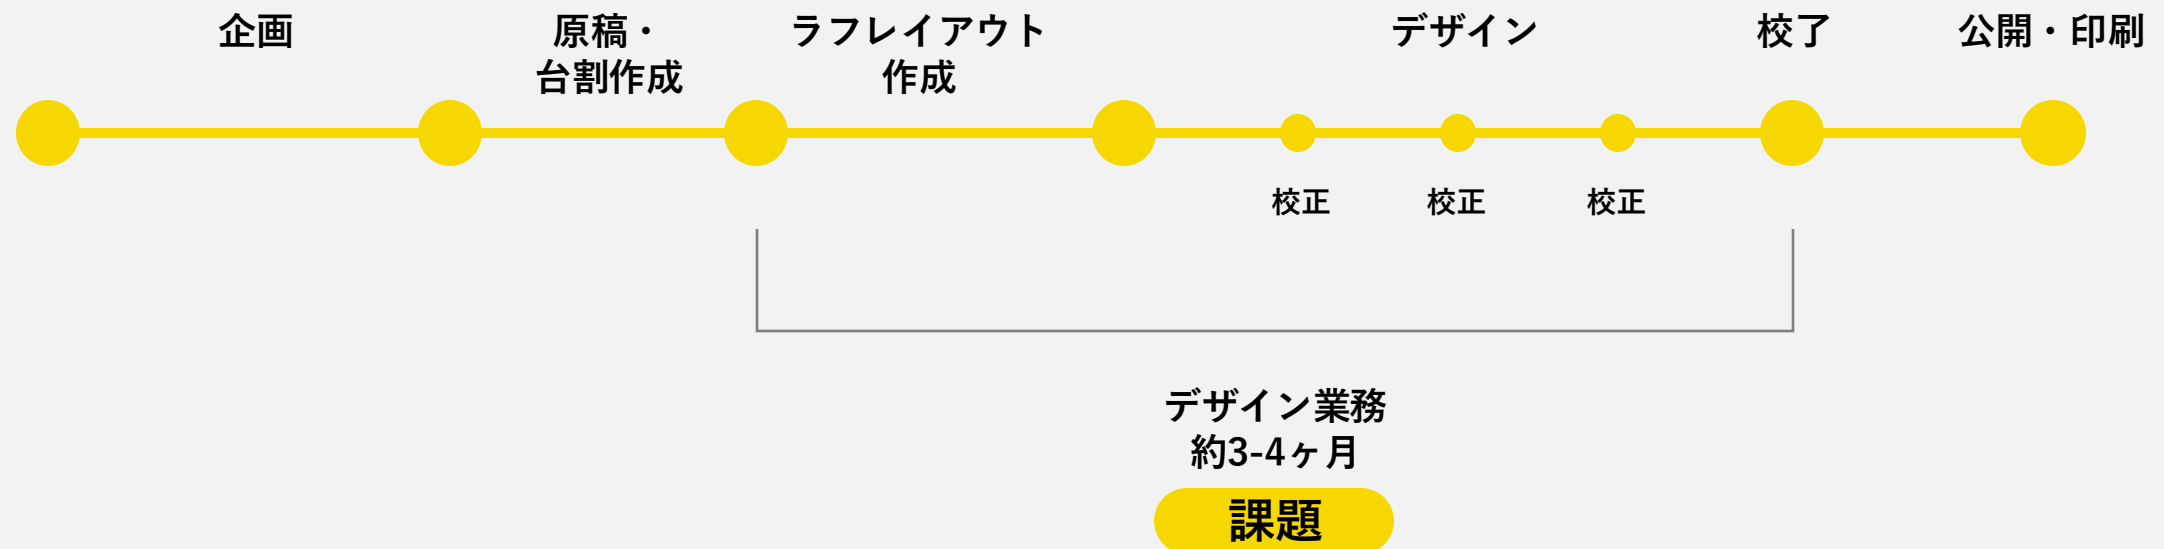 企画
原稿・
台割作成
ラフレイアウト
作成
デザイン
校了
公開・印刷
校正
校正
校正
デザイン業務
約3-4ヶ月
課題